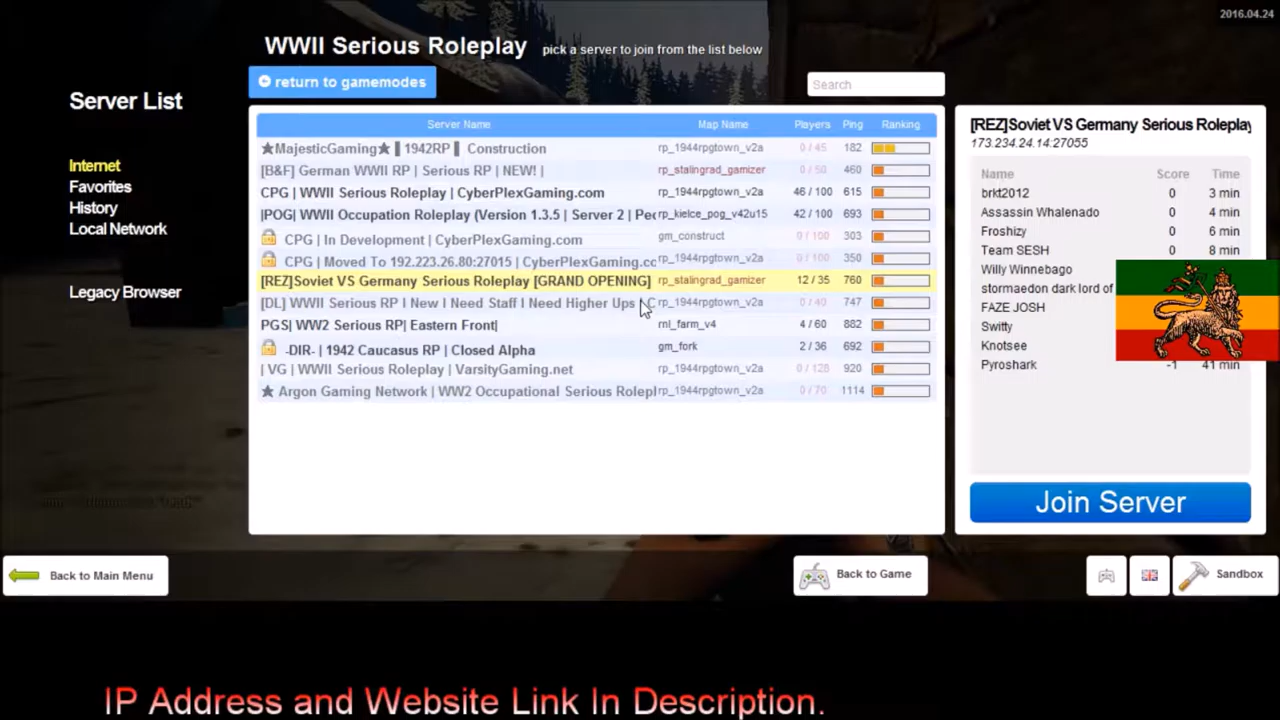 2016.04.24
WWII Serious Roleplay pick a server to join from the list below
return to gamemodes
Search
Server List
Internet
Favorites
History
Local Network
Legacy Browser
Server Name Map Name Players Ping Ranking
★MajesticGaming★ ▌1942RP ▌ Construction rp_1944rpgtown_v2a 0 / 45 182
[B&F] German WWII RP | Serious RP | NEW! | rp_stalingrad_gamizer 0 / 50 460
CPG | WWII Serious Roleplay | CyberPlexGaming.com rp_1944rpgtown_v2a 46 / 100 615
|POG| WWII Occupation Roleplay (Version 1.3.5 | Server 2 | Pec rp_kielce_pog_v42u15 42 / 100 693
CPG | In Development | CyberPlexGaming.com gm_construct 0 / 100 303
CPG | Moved To 192.223.26.80:27015 | CyberPlexGaming.cc rp_1944rpgtown_v2a 0 / 100 350
[REZ]Soviet VS Germany Serious Roleplay [GRAND OPENING] rp_stalingrad_gamizer 12 / 35 760
[DL] WWII Serious RP I New I Need Staff I Need Higher Ups rp_1944rpgtown_v2a 0 / 40 747
PGS| WW2 Serious RP| Eastern Front| rnl_farm_v4 4 / 60 882
-DIR- | 1942 Caucasus RP | Closed Alpha gm_fork 2 / 36 692
| VG | WWII Serious Roleplay | VarsityGaming.net rp_1944rpgtown_v2a 0 / 128 920
★ Argon Gaming Network | WW2 Occupational Serious Rolepl rp_1944rpgtown_v2a 0 / 70 1114
[REZ]Soviet VS Germany Serious Roleplay
173.234.24.14:27055
Name Score Time
brkt2012 0 3 min
Assassin Whalenado 0 4 min
Froshizy 0 6 min
Team SESH 0 8 min
Willy Winnebago
stormaedon dark lord of
FAZE JOSH
Switty
Knotsee
Pyroshark -1 41 min
Join Server
Back to Main Menu
Back to Game
Sandbox
IP Address and Website Link In Description.